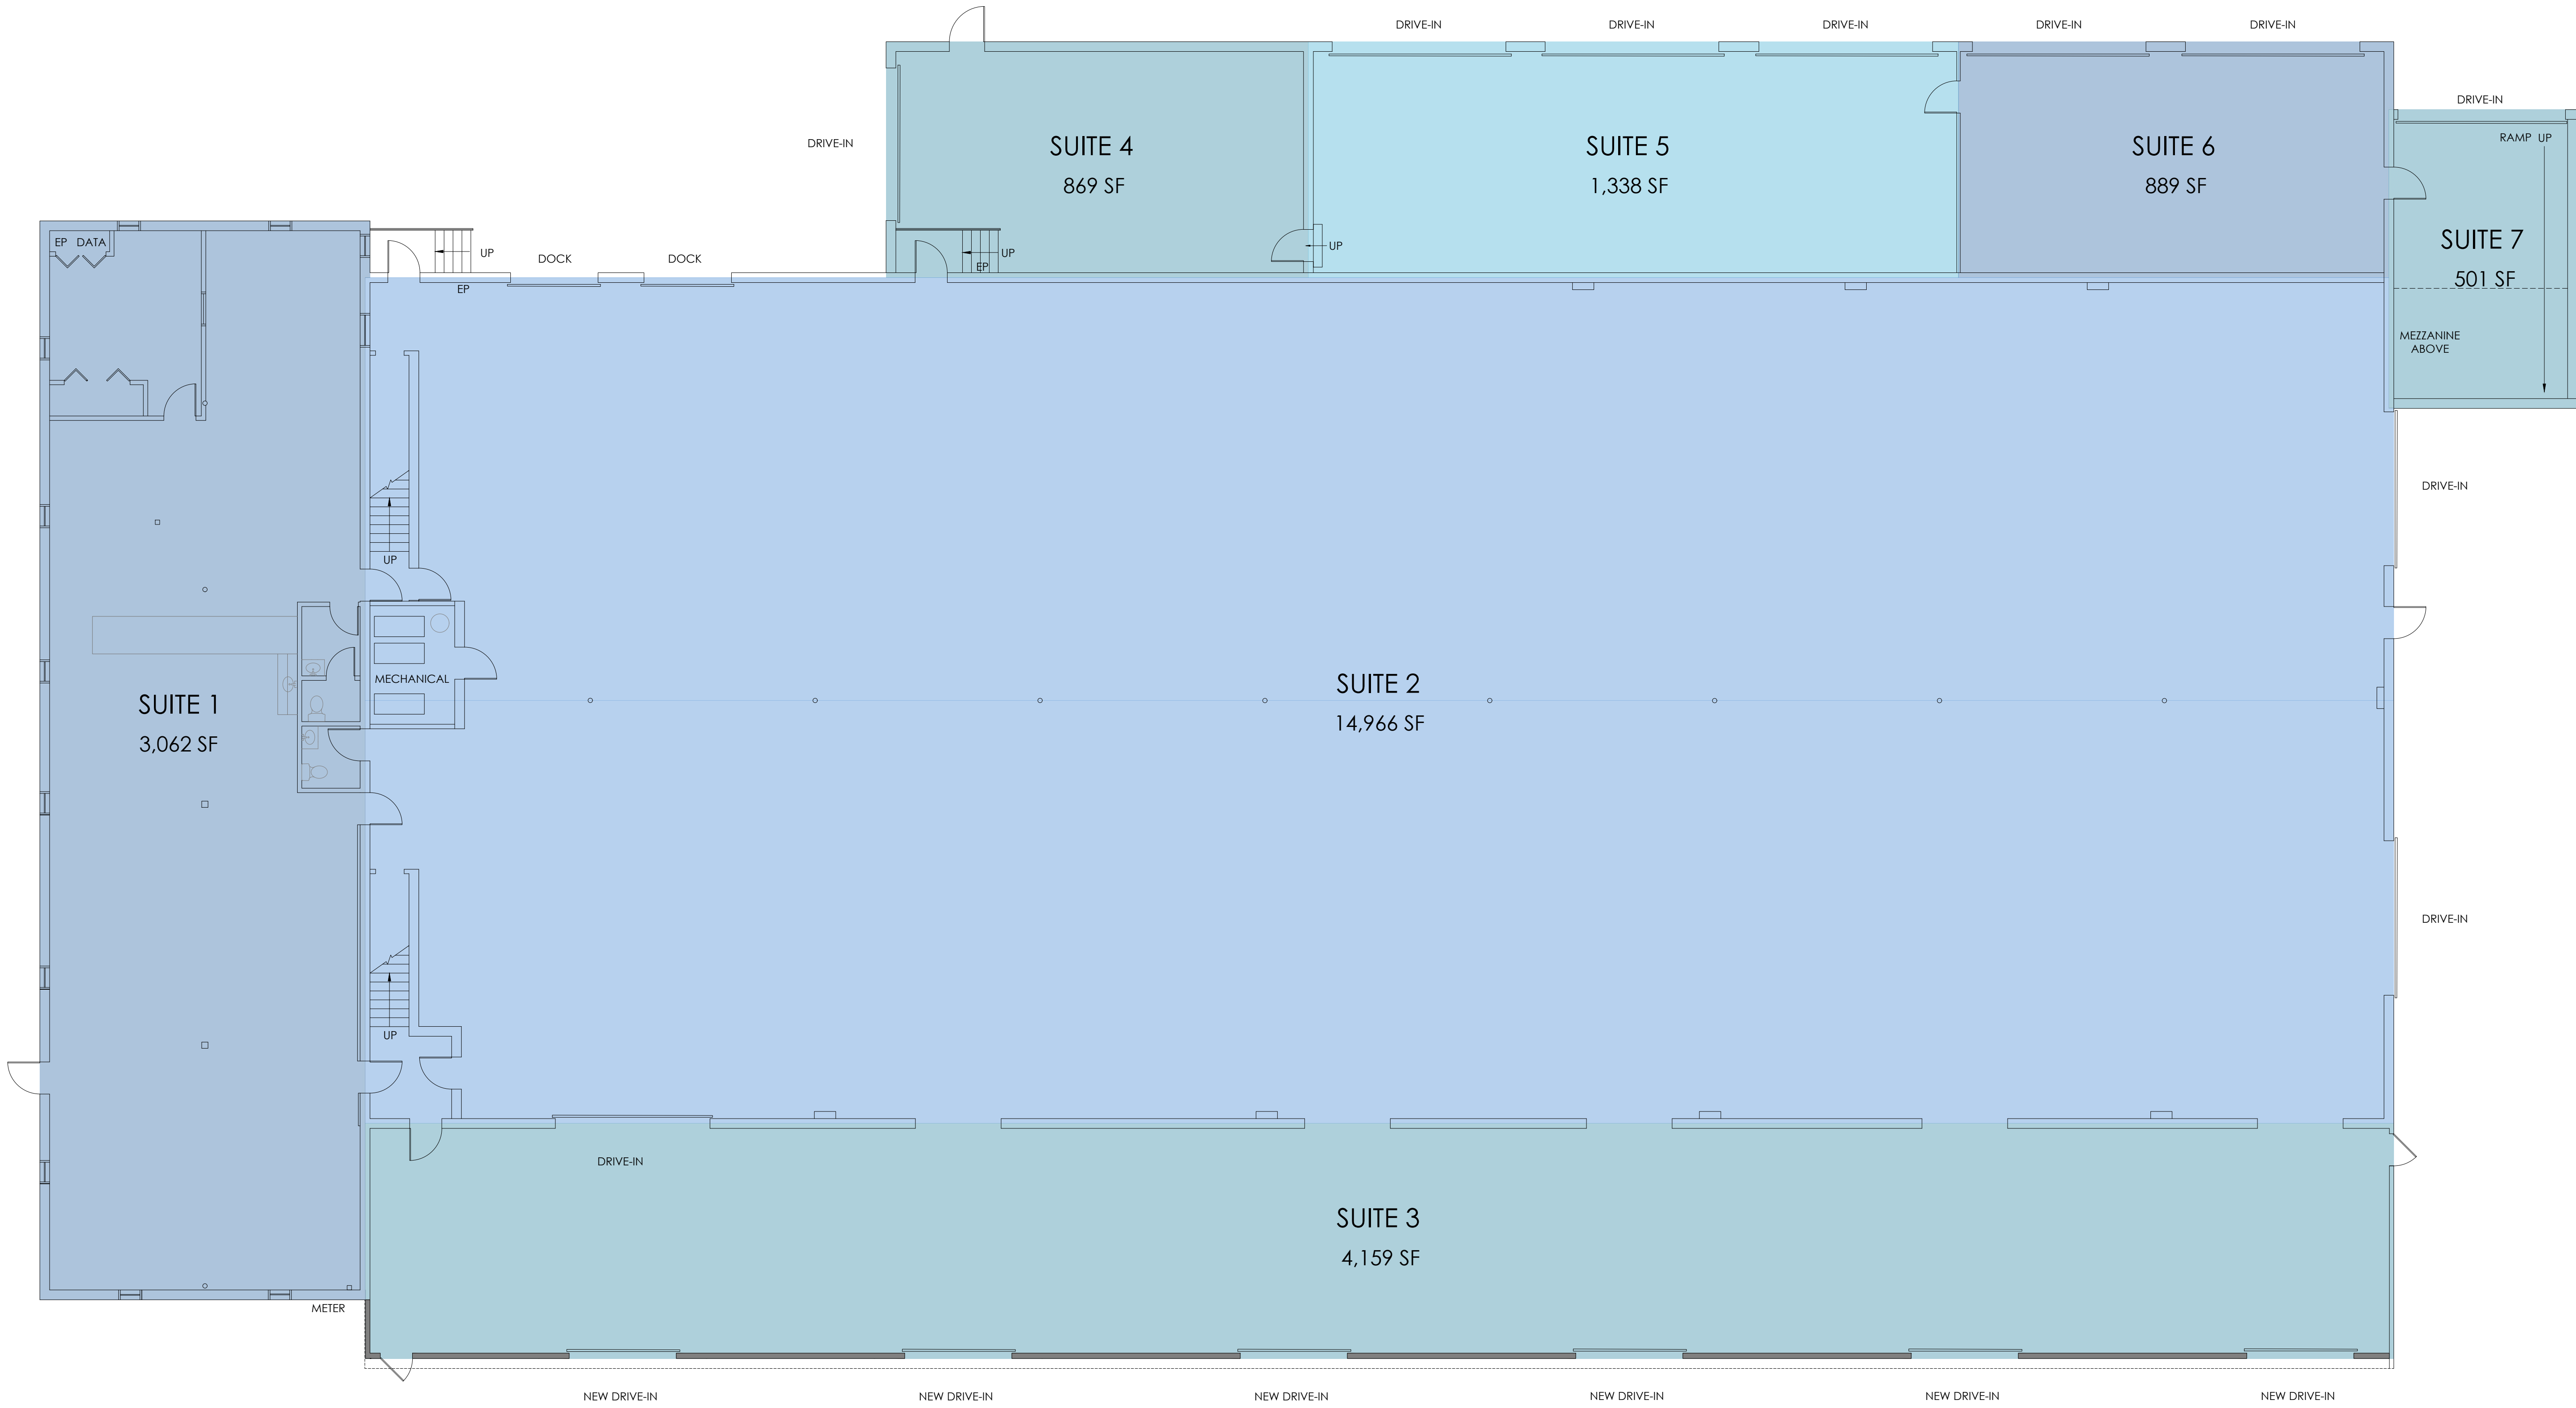 DRIVE-IN
DRIVE-IN
DRIVE-IN
DRIVE-IN
DRIVE-IN
DRIVE-IN
DRIVE-IN
RAMP UP
SUITE 4
869 SF
SUITE 5
1,338 SF
SUITE 6
889 SF
SUITE 7
501 SF
EP DATA
UP
DOCK
DOCK
UP
EP
UP
EP
MEZZANINE
ABOVE
DRIVE-IN
UP
MECHANICAL
SUITE 1
3,062 SF
SUITE 2
14,966 SF
DRIVE-IN
UP
DRIVE-IN
SUITE 3
4,159 SF
METER
NEW DRIVE-IN
NEW DRIVE-IN
NEW DRIVE-IN
NEW DRIVE-IN
NEW DRIVE-IN
NEW DRIVE-IN